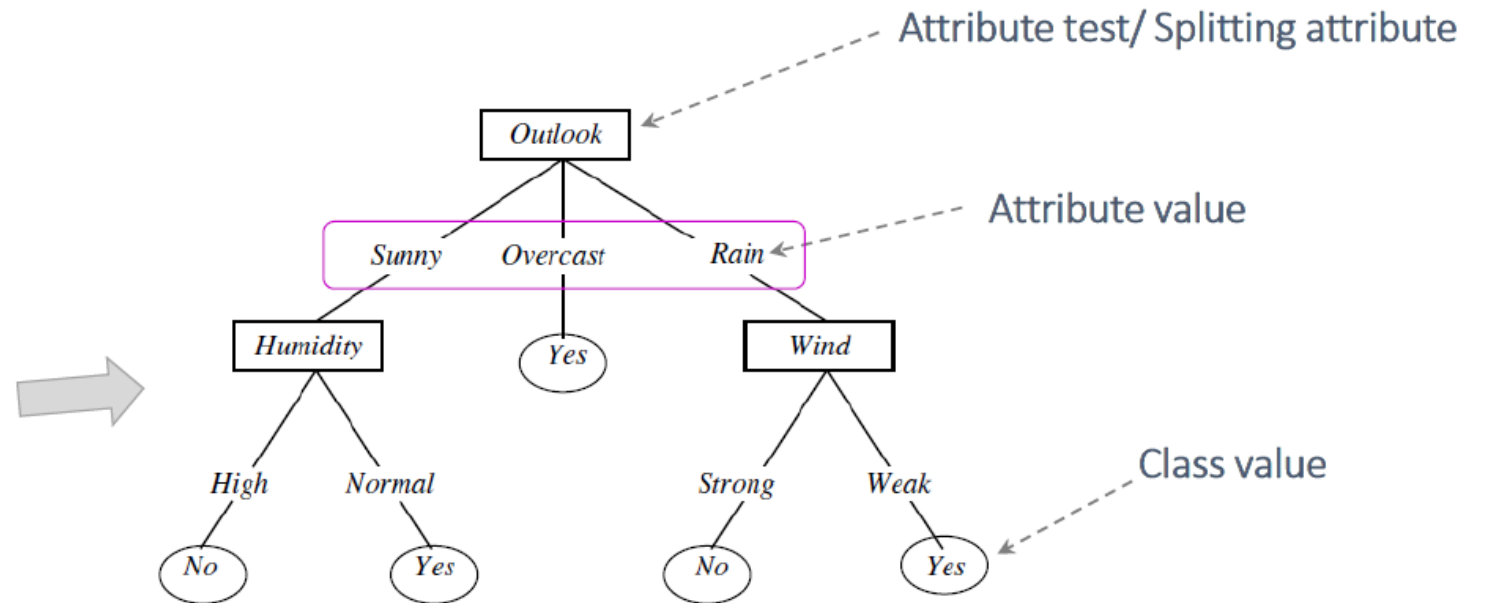 Attribute test/ Splitting attribute
Outlook
Attribute value
Sunny Overcast Rain
Humidity Yes Wind
High Normal Strong Weak
Class value
No Yes No Yes